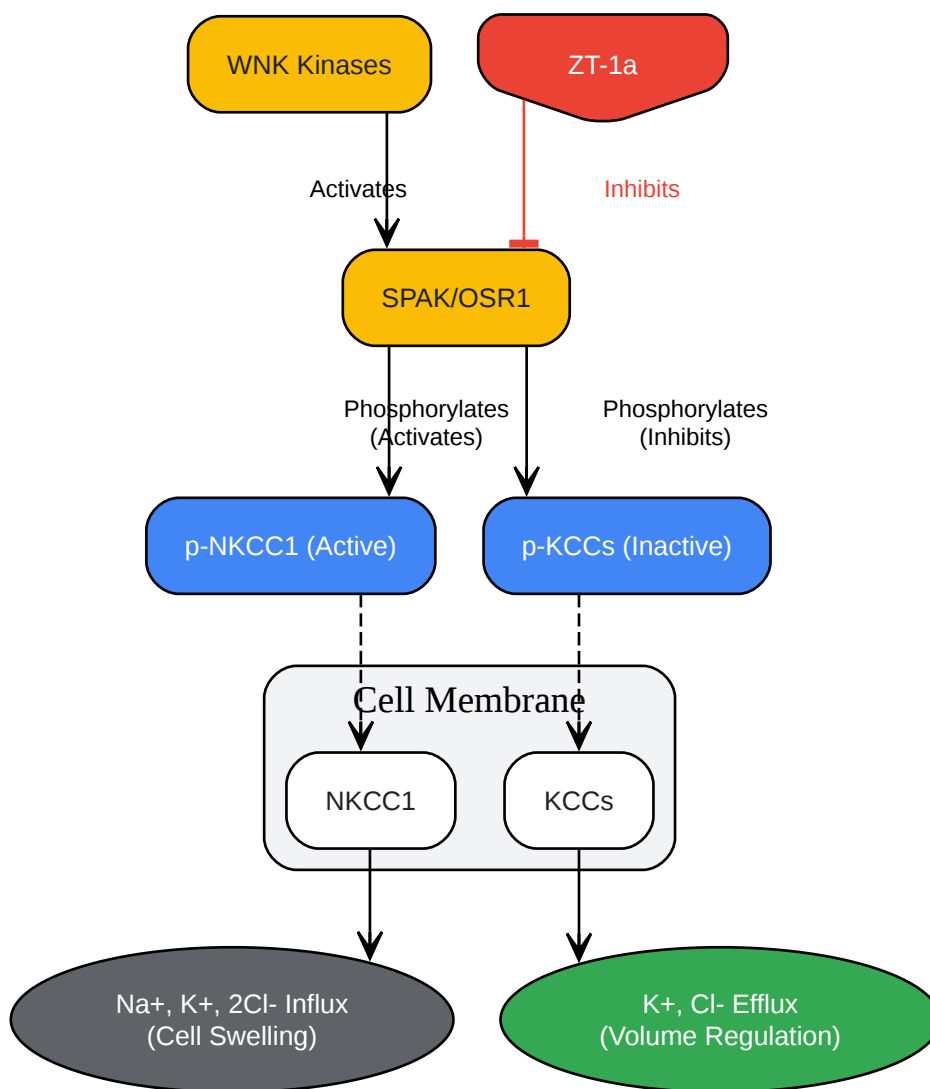 WNK Kinases
ZT-1a
Activates
Inhibits
SPAK/OSR1
Phosphorylates
(Activates)
Phosphorylates
(Inhibits)
p-NKCC1 (Active)
p-KCCs (Inactive)
Cell Membrane
NKCC1
KCCs
Na+, K+, 2Cl- Influx
(Cell Swelling)
K+, Cl- Efflux
(Volume Regulation)